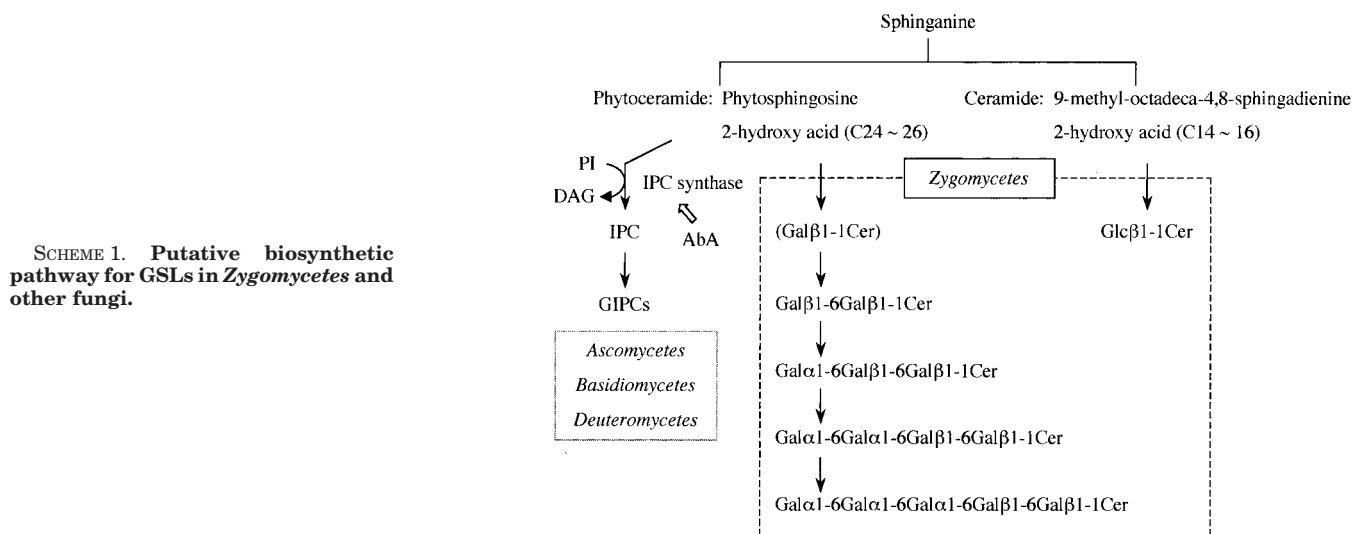 SCHEME 1. Putative biosynthetic
pathway for GSLs in Zygomycetes and
other fungi.
Sphinganine
Phytoceramide: Phytosphingosine
2-hydroxy acid (C24 ~ 26)
Ceramide: 9-methyl-octadeca-4,8-sphingadienine
2-hydroxy acid (C14 ~ 16)
PI
DAG
IPC synthase
AbA
IPC
GIPCs
Ascomycetes
Basidiomycetes
Deuteromycetes
Zygomycetes
(Galβ1-1Cer)
Galβ1-6Galβ1-1Cer
Galα1-6Galβ1-6Galβ1-1Cer
Galα1-6Galα1-6Galβ1-6Galβ1-1Cer
Galα1-6Galα1-6Galα1-6Galβ1-6Galβ1-1Cer
Glcβ1-1Cer